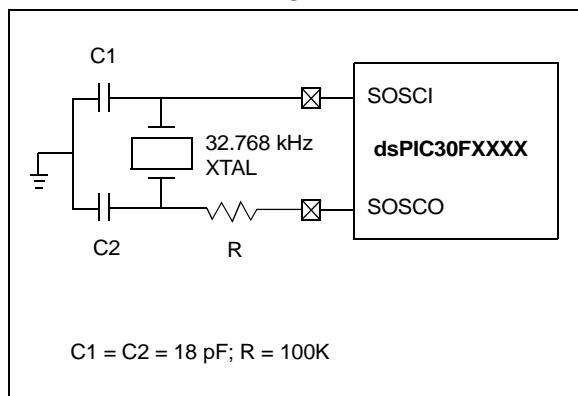 C1
SOSCI
32.768 kHz
XTAL
dsPIC30FXXXX
SOSCO
C2
R
C1 = C2 = 18 pF; R = 100K